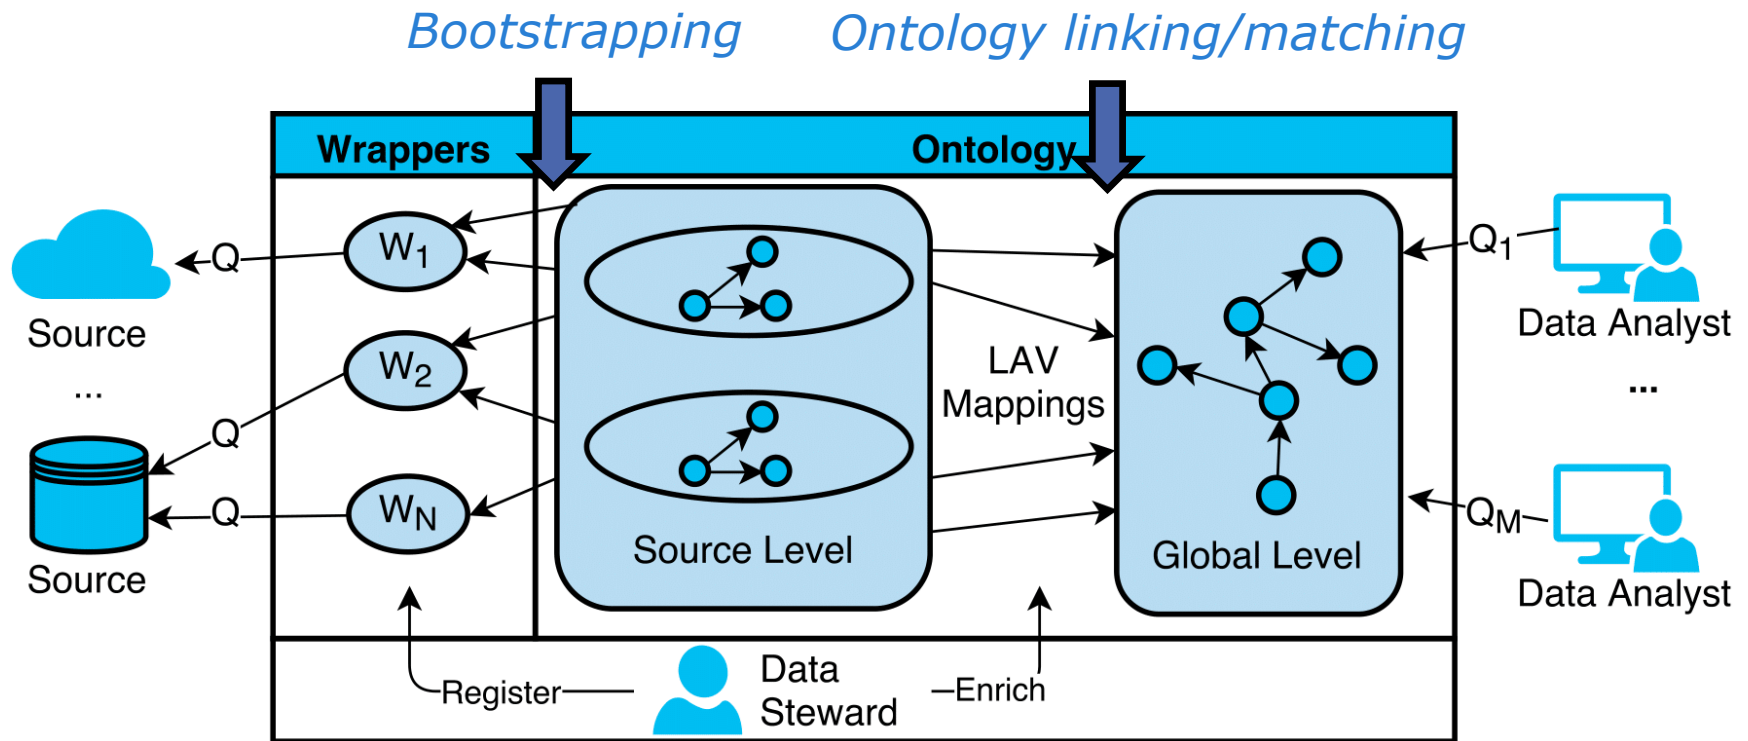 Bootstrapping
Ontology linking/matching
Wrappers
Ontology
W1
W2
WN
Q
Q
Q
Source
...
Source
Source Level
LAV
Mappings
Global Level
Q1
QM
Data Analyst
...
Data Analyst
Register
Data
Steward
Enrich